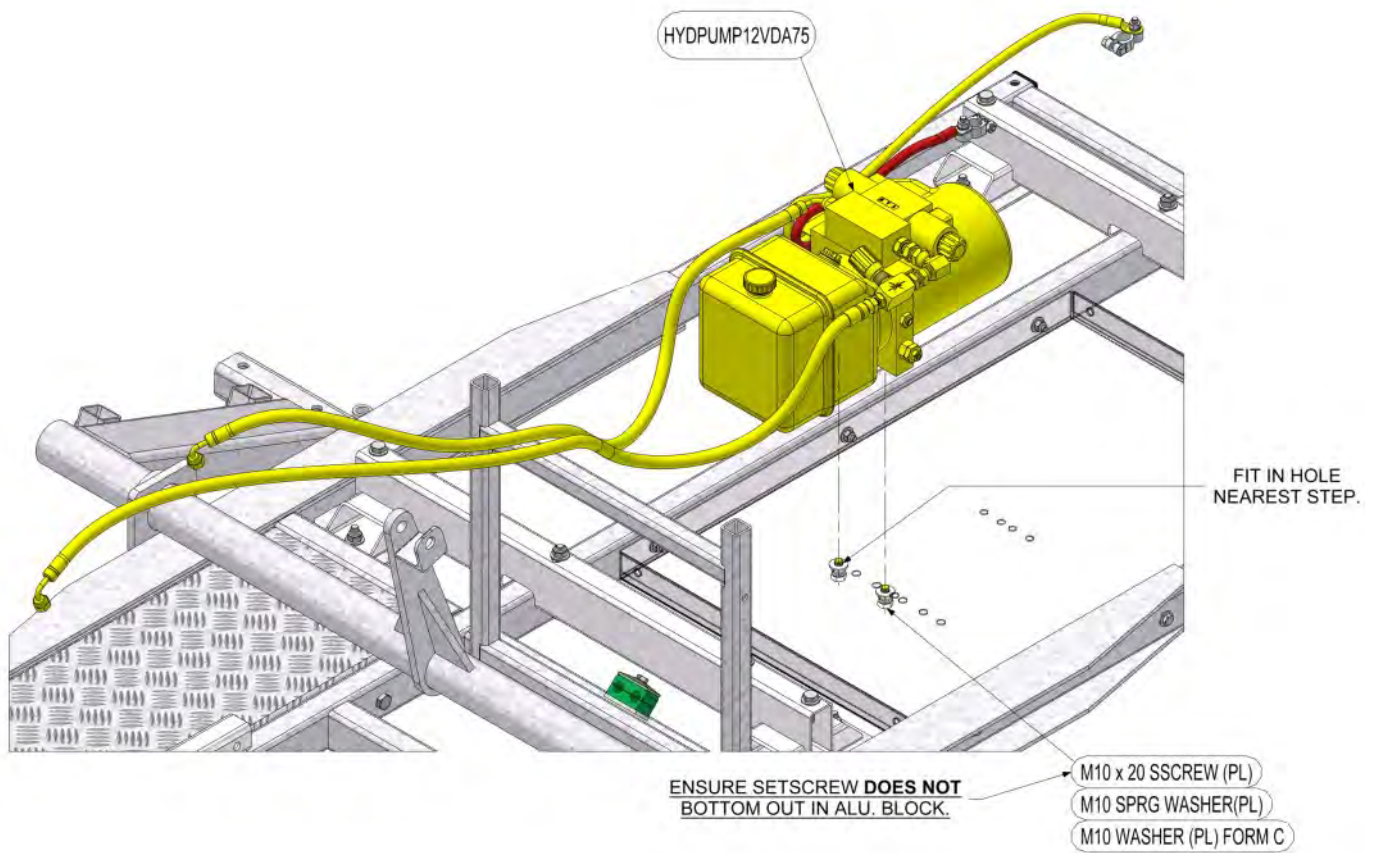 HYDPUMP12VDA75
FIT IN HOLE
NEAREST STEP.
ENSURE SETSCREW DOES NOT
BOTTOM OUT IN ALU. BLOCK.
M10 x 20 SSCREW (PL)
M10 SPRG WASHER(PL)
M10 WASHER (PL) FORM C